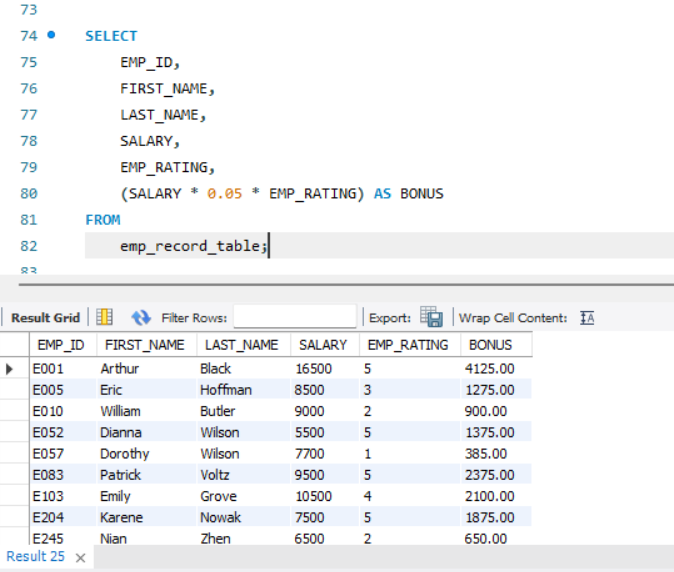 73
74 SELECT
75 EMP_ID,
76 FIRST_NAME,
77 LAST_NAME,
78 SALARY,
79 EMP_RATING,
80 (SALARY * 0.05 * EMP_RATING) AS BONUS
81 FROM
82 emp_record_table;
83
Result Grid Filter Rows: Export: Wrap Cell Content: IA
EMP_ID FIRST_NAME LAST_NAME SALARY EMP_RATING BONUS
E001 Arthur Black 16500 5 4125.00
E005 Eric Hoffman 8500 3 1275.00
E010 William Butler 9000 2 900.00
E052 Dianna Wilson 5500 5 1375.00
E057 Dorothy Wilson 7700 1 385.00
E083 Patrick Voltz 9500 5 2375.00
E103 Emily Grove 10500 4 2100.00
E204 Karene Nowak 7500 5 1875.00
E245 Nian Zhen 6500 2 650.00
Result 25